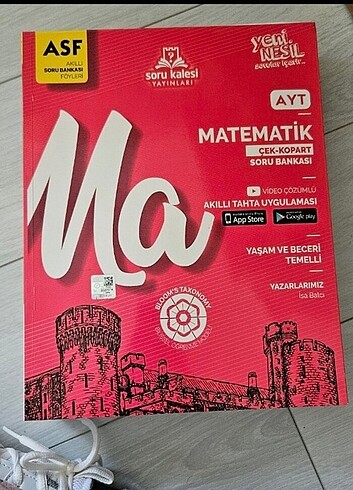 ASF
AKILLI
SORU BANKASI
FÖYLERİ
soru kalesi
YAYINLARI
yeni
NESİL
sorular içerir...
AYT
MATEMATİK
ÇEK-KOPART
SORU BANKASI
VİDEO ÇÖZÜMLÜ
AKILLI TAHTA UYGULAMASI
App Store
Google play
Ma
YAŞAM VE BECERİ
TEMELLİ
YAZARLARIMIZ
İsa Balcı
BLOOM'S TAXONOMY